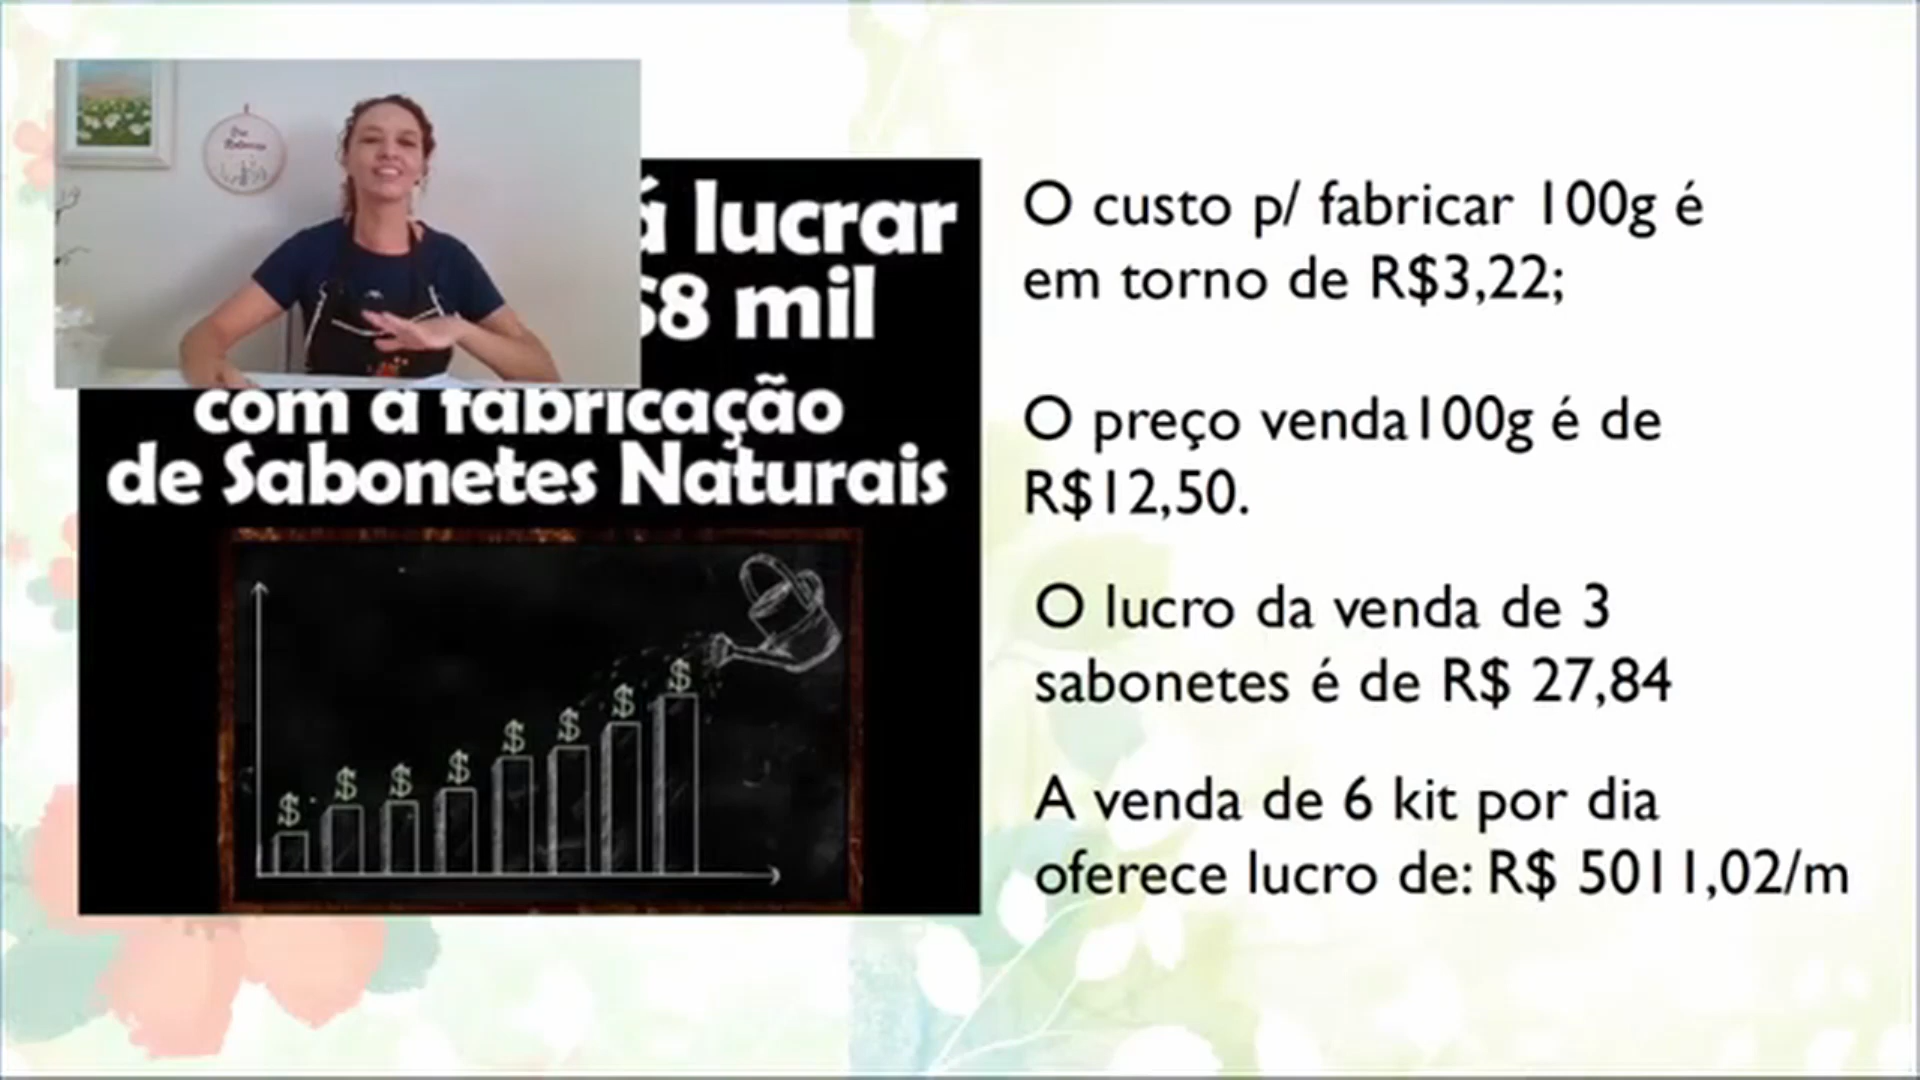 á lucrar
8 mil
com a fabricação
de Sabonetes Naturais
$ $ $ $ $ $ $ $
O custo p/ fabricar 100g é
em torno de R$3,22;
O preço venda100g é de
R$12,50.
O lucro da venda de 3
sabonetes é de R$ 27,84
A venda de 6 kit por dia
oferece lucro de: R$ 5011,02/m